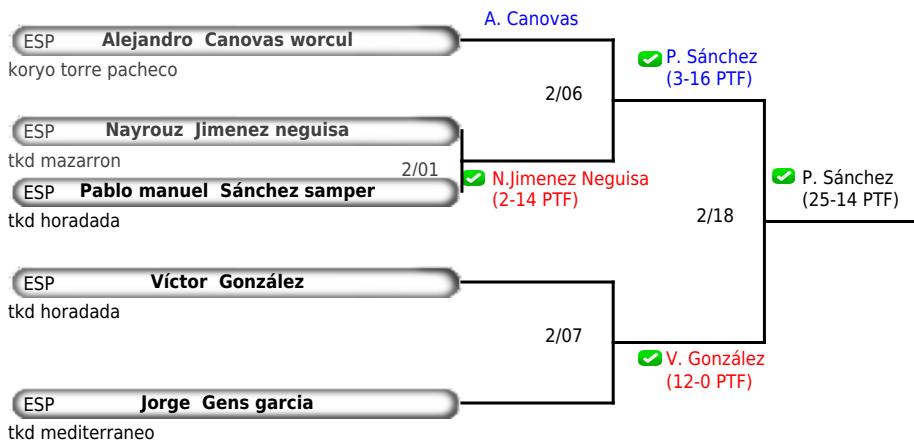 A. Canovas
ESP Alejandro Canovas worcul
koryo torre pacheco
P. Sánchez
(3-16 PTF)
2/06
ESP Nayrouz Jimenez neguisa
tkd mazarron
2/01
ESP Pablo manuel Sánchez samper
tkd horadada
N.Jimenez Neguisa
(2-14 PTF)
P. Sánchez
(25-14 PTF)
2/18
ESP Víctor González
tkd horadada
2/07
V. González
(12-0 PTF)
ESP Jorge Gens garcia
tkd mediterraneo